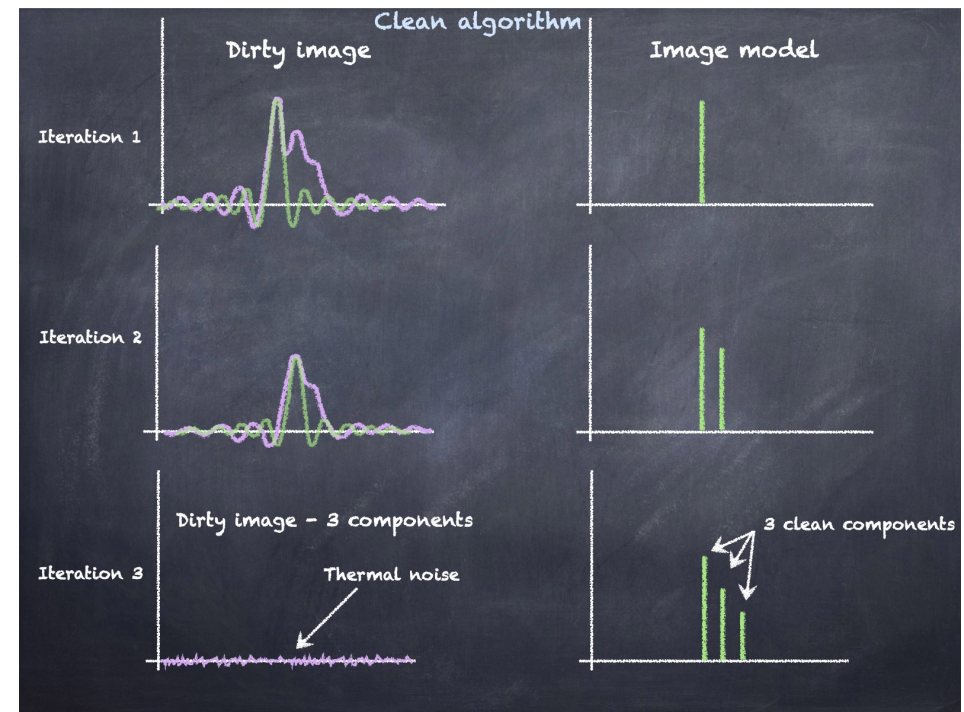 Clean algorithm
Dirty image
Image model
Iteration 1
Iteration 2
Dirty image - 3 components
3 clean components
Iteration 3
Thermal noise